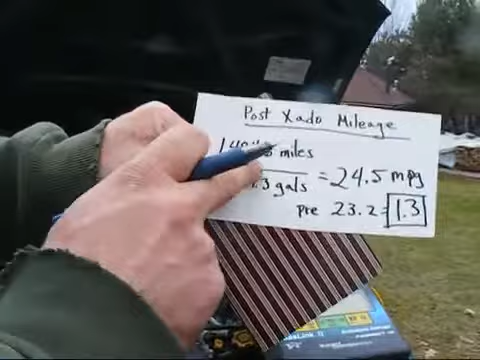 Post Xado Mileage
miles
gals = 24.5 mpg
pre 23.2 = 1.3